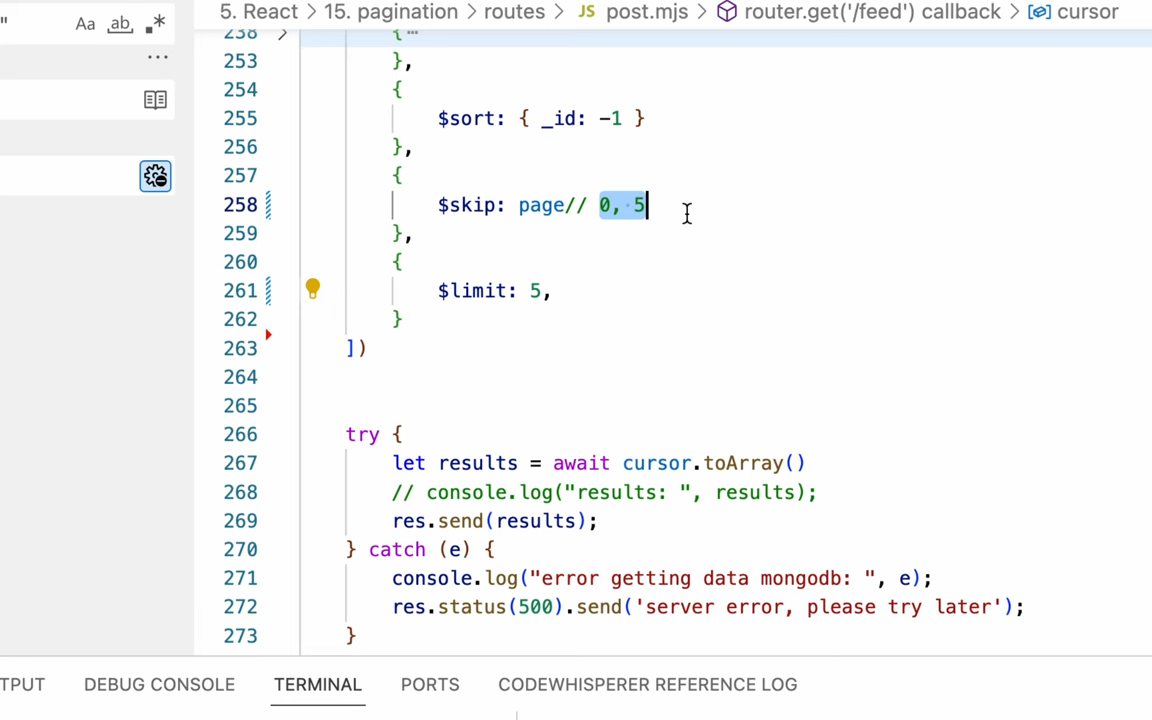 " Aa ab .*
5. React > 15. pagination > routes > JS post.mjs > router.get('/feed') callback > cursor
238 > {…
253 },
254 {
255 $sort: { _id: -1 }
256 },
257 {
258 $skip: page// 0, 5
259 },
260 {
261 $limit: 5,
262 }
263 ])
264
265
266 try {
267 let results = await cursor.toArray()
268 // console.log("results: ", results);
269 res.send(results);
270 } catch (e) {
271 console.log("error getting data mongodb: ", e);
272 res.status(500).send('server error, please try later');
273 }
TPUT DEBUG CONSOLE TERMINAL PORTS CODEWHISPERER REFERENCE LOG